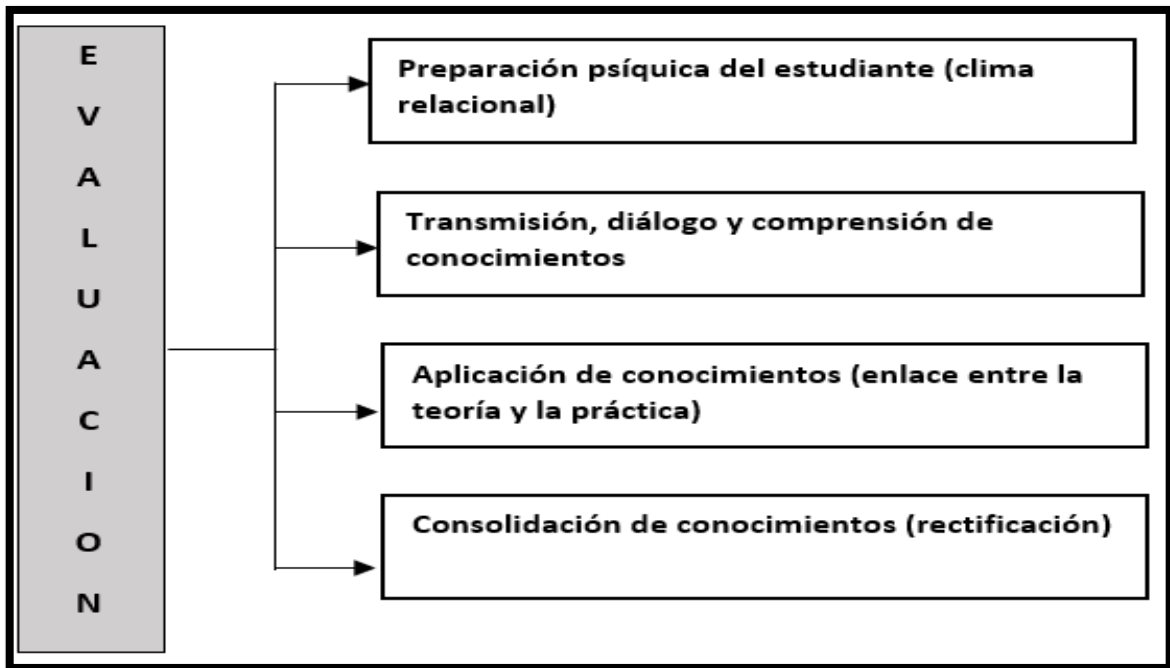 E
V
A
L
U
A
C
I
O
N
Preparación psíquica del estudiante (clima
relacional)
Transmisión, diálogo y comprensión de
conocimientos
Aplicación de conocimientos (enlace entre la
teoría y la práctica)
Consolidación de conocimientos (rectificación)